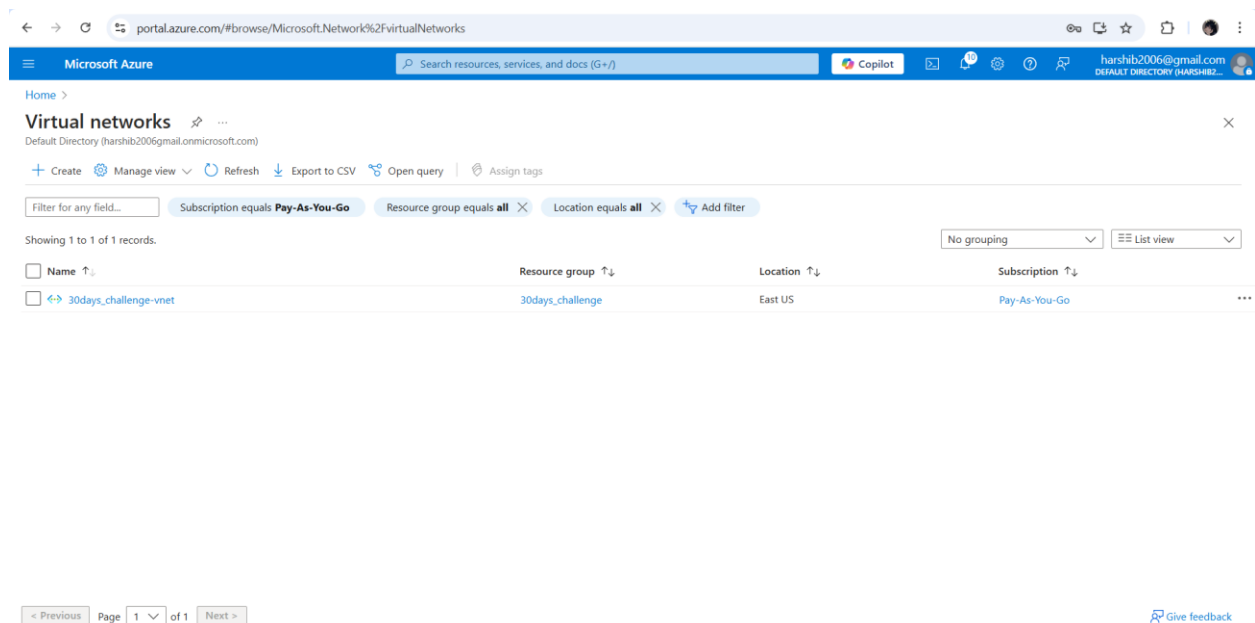 portal.azure.com/#browse/Microsoft.Network%2FvirtualNetworks
Microsoft Azure
Search resources, services, and docs (G+/)
Copilot
10
harshib2006@gmail.com
DEFAULT DIRECTORY (HARSHIB2...
Home >
Virtual networks
Default Directory (harshib2006gmail.onmicrosoft.com)
Create Manage view Refresh Export to CSV Open query Assign tags
Filter for any field... Subscription equals Pay-As-You-Go Resource group equals all Location equals all Add filter
Showing 1 to 1 of 1 records. No grouping List view
Name Resource group Location Subscription
30days_challenge-vnet 30days_challenge East US Pay-As-You-Go
< Previous Page 1 of 1 Next > Give feedback